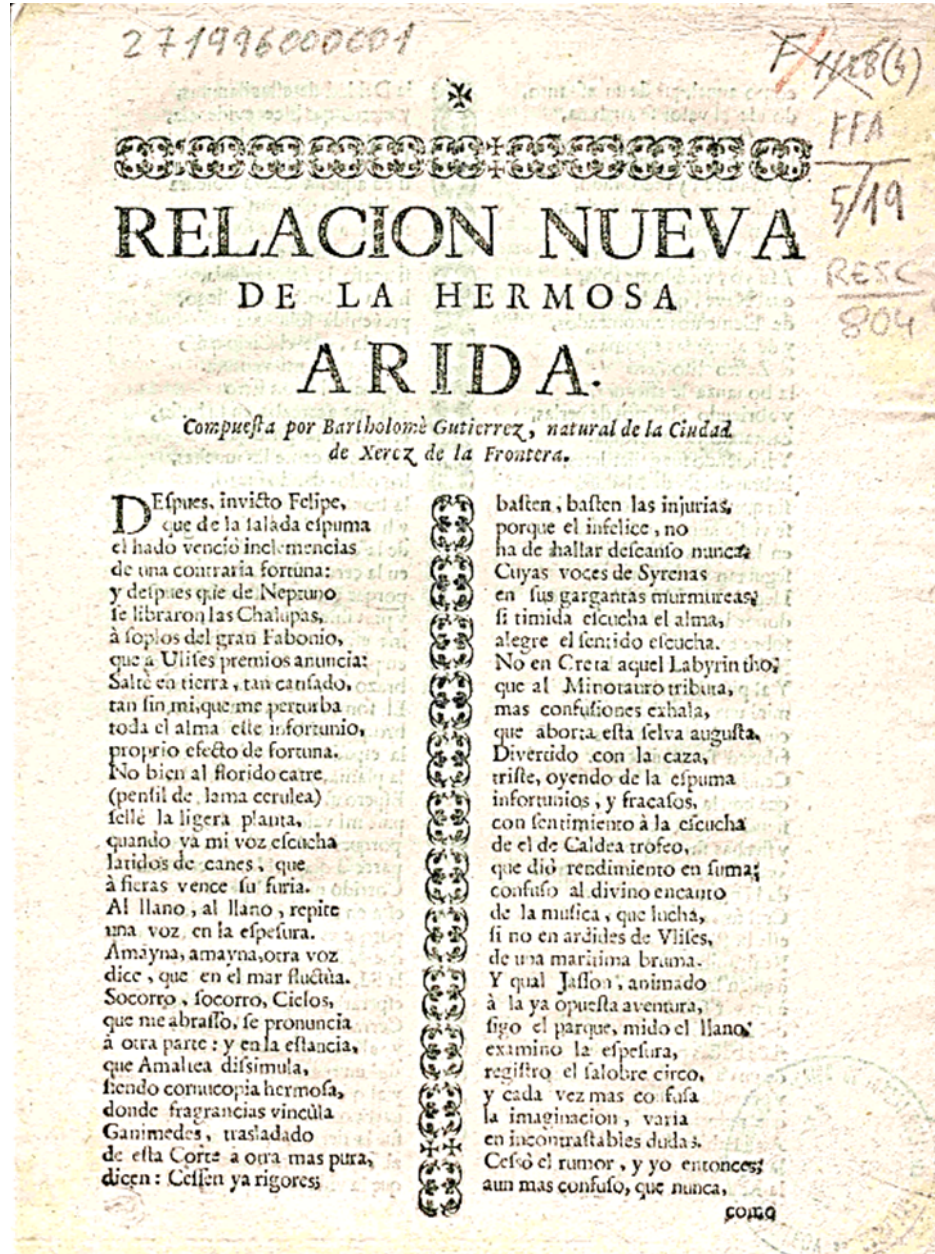 271996000001
F 1128(4)
FFA
5/19
RESC
804
RELACION NUEVA
DE LA HERMOSA
ARIDA.
Compueſta por Bartholomè Gutierrez, natural de la Ciudad
de Xerez de la Frontera.
DEſpues, invicto Felipe,
que de la ſalada eſpuma
el hado venciò inclemencias
de una contraria fortuna:
y deſpues que de Neptuno
ſe libraron las Chalupas,
à ſoplos del gran Fabonio,
que à Uliſes premios anuncia:
Saltè en tierra, tan canſado,
tan ſin mi, que me perturba
toda el alma eſte infortunio,
proprio efecto de fortuna.
No bien al florido catre,
(penſil de lama cerulea)
ſellè la ligera planta,
quando ya mi voz eſcucha
latidos de canes, que
à fieras vence ſu furia.
Al llano, al llano, repite
una voz en la eſpeſura.
Amayna, amayna, otra voz
dice, que en el mar fluctùa.
Socorro, ſocorro, Cielos,
que me abraſſo, ſe pronuncia
à otra parte: y en la eſtancia,
que Amaltea diſsimula,
ſiendo cornucopia hermoſa,
donde fragrancias vincùla
Ganimedes, trasladado
de eſta Corte à otra mas pura,
dicen: Ceſſen ya rigores;
baſten, baſten las injurias,
porque el infelice, no
ha de hallar deſcanſo nunca:
Cuyas voces de Syrenas
en ſus gargantas murmureas;
ſi timida eſcucha el alma,
alegre el ſentido eſcucha.
No en Creta aquel Labyrintho,
que al Minotauro tributa,
mas confuſiones exhala,
que aborta eſta ſelva auguſta.
Divertido con la caza,
triſte, oyendo de la eſpuma
infortunios, y fracaſos,
con ſentimiento à la eſcucha
de el de Caldea trofeo,
que diò rendimiento en ſuma;
confuſo al divino encanto
de la muſica, que lucha,
ſi no en ardides de Vliſes,
de una maritima bruma.
Y qual Jaſſon, animado
à la ya opueſta aventura,
ſigo el parque, mido el llano,
examino la eſpeſura,
regiſtro el ſalobre circo,
y cada vez mas confuſa
la imaginacion, varia
en incontraſtables dudas.
Ceſsò el rumor, y yo entonces,
aun mas confuſo, que nunca,
como